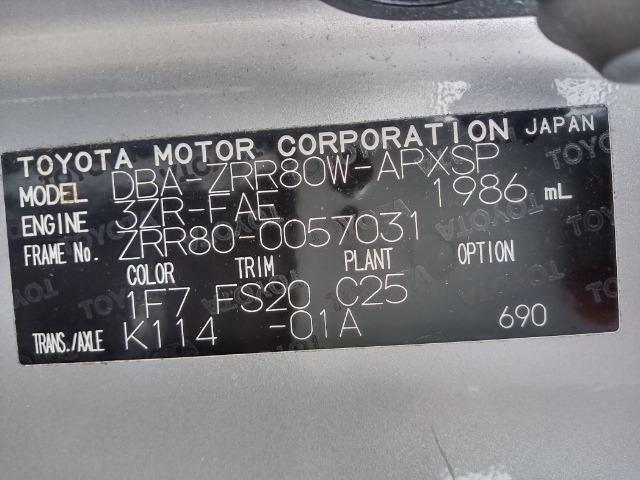 TOYOTA MOTOR CORPORATION JAPAN
MODEL DBA-ZRR80W-APXSP
ENGINE 3ZR-FAE 1986 mL
FRAME No. ZRR80-0057031
COLOR TRIM PLANT OPTION
1F7 FS20 C25
TRANS./AXLE K114 -01A 690